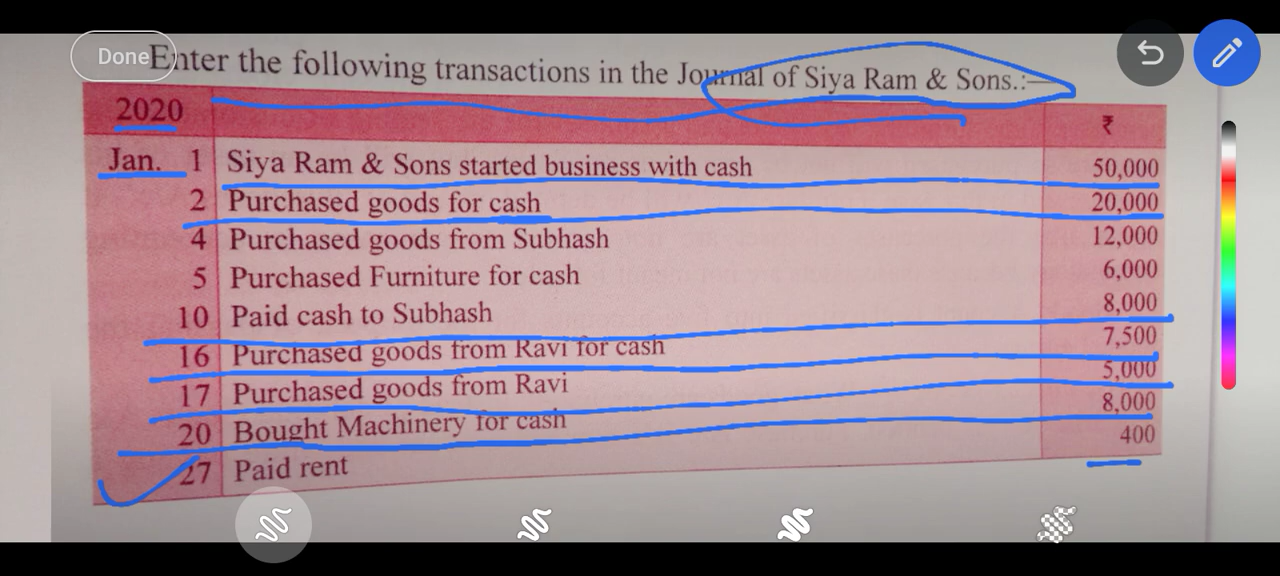 Done
Enter the following transactions in the Journal of Siya Ram & Sons.:—
2020 ₹
Jan. 1 Siya Ram & Sons started business with cash 50,000
2 Purchased goods for cash 20,000
4 Purchased goods from Subhash 12,000
5 Purchased Furniture for cash 6,000
10 Paid cash to Subhash 8,000
16 Purchased goods from Ravi for cash 7,500
17 Purchased goods from Ravi 5,000
20 Bought Machinery for cash 8,000
27 Paid rent 400